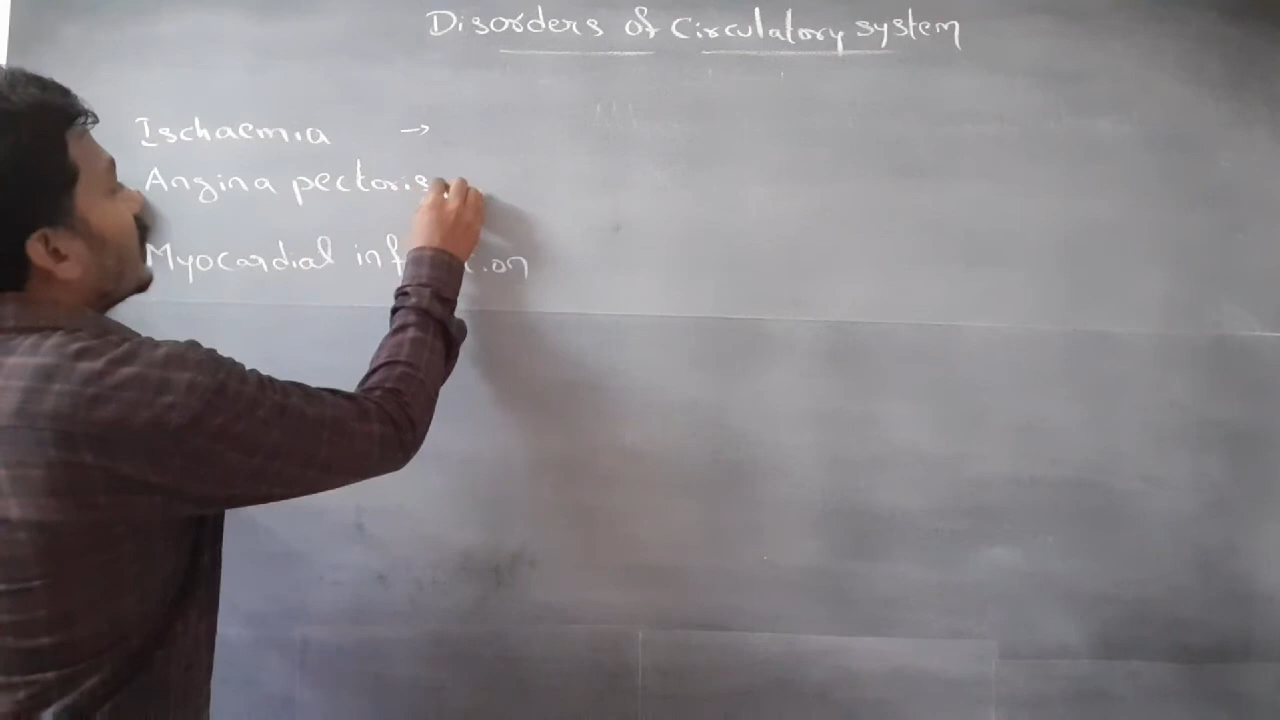 Disorders of Circulatory system
Ischaemia →
Angina pectoris
Myocardial